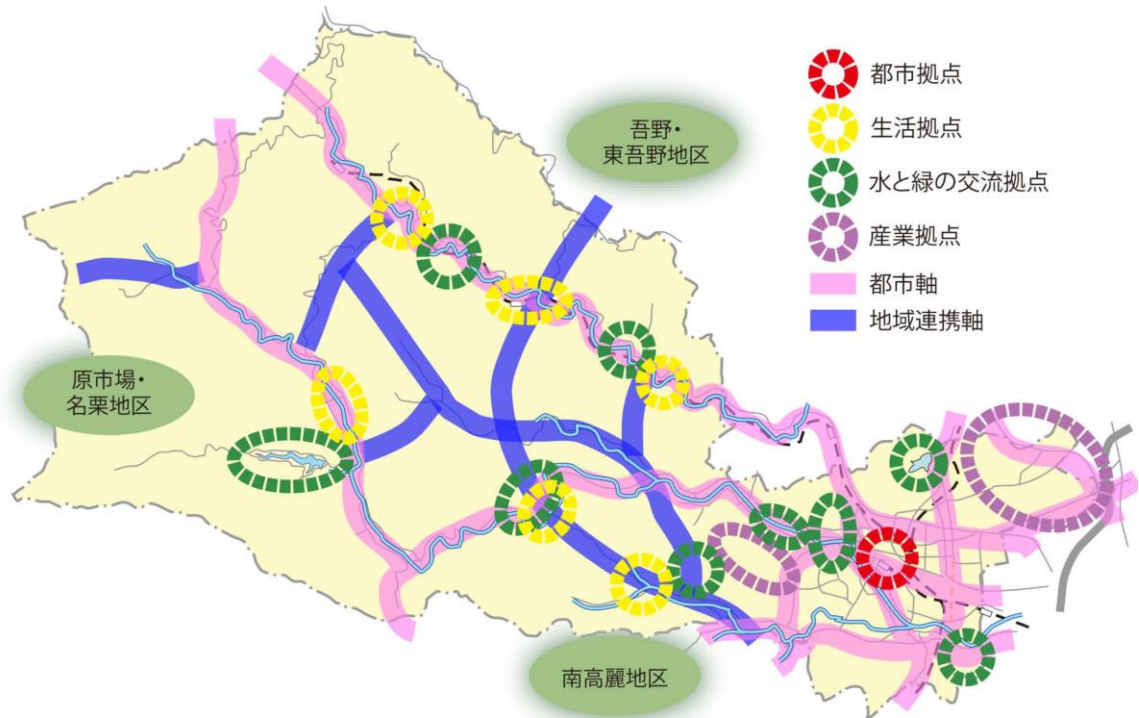 都市拠点
生活拠点
水と緑の交流拠点
産業拠点
都市軸
地域連携軸
吾野・
東吾野地区
原市場・
名栗地区
南高麗地区